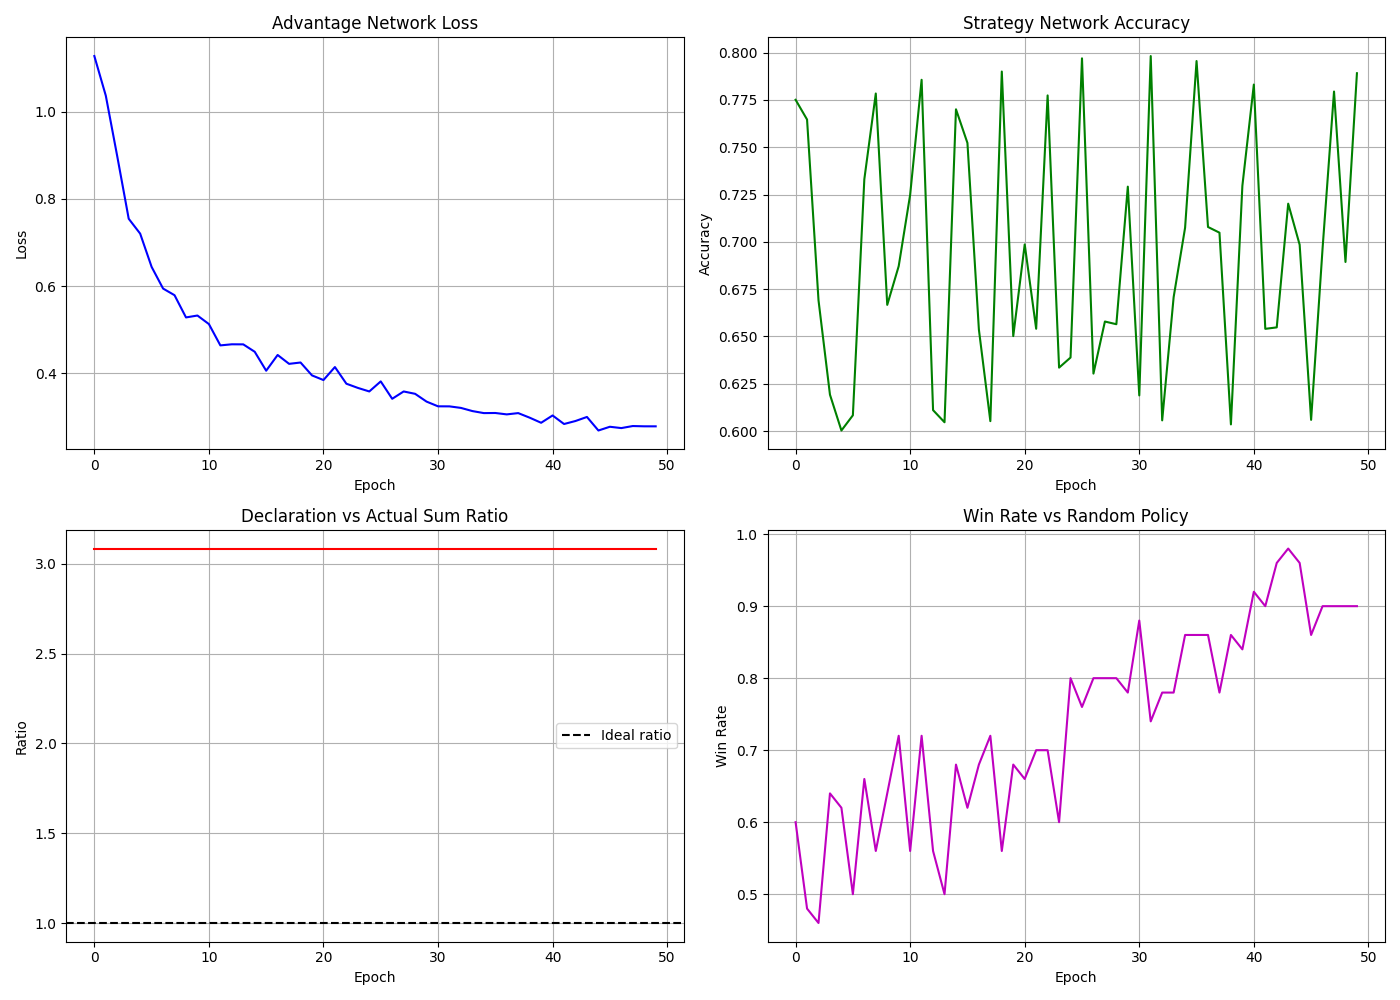 Advantage Network Loss
Loss
1.0
0.8
0.6
0.4
0 10 20 30 40 50
Epoch
Strategy Network Accuracy
Accuracy
0.800
0.775
0.750
0.725
0.700
0.675
0.650
0.625
0.600
0 10 20 30 40 50
Epoch
Declaration vs Actual Sum Ratio
Ratio
3.0
2.5
2.0
1.5
1.0
Ideal ratio
0 10 20 30 40 50
Epoch
Win Rate vs Random Policy
Win Rate
1.0
0.9
0.8
0.7
0.6
0.5
0 10 20 30 40 50
Epoch